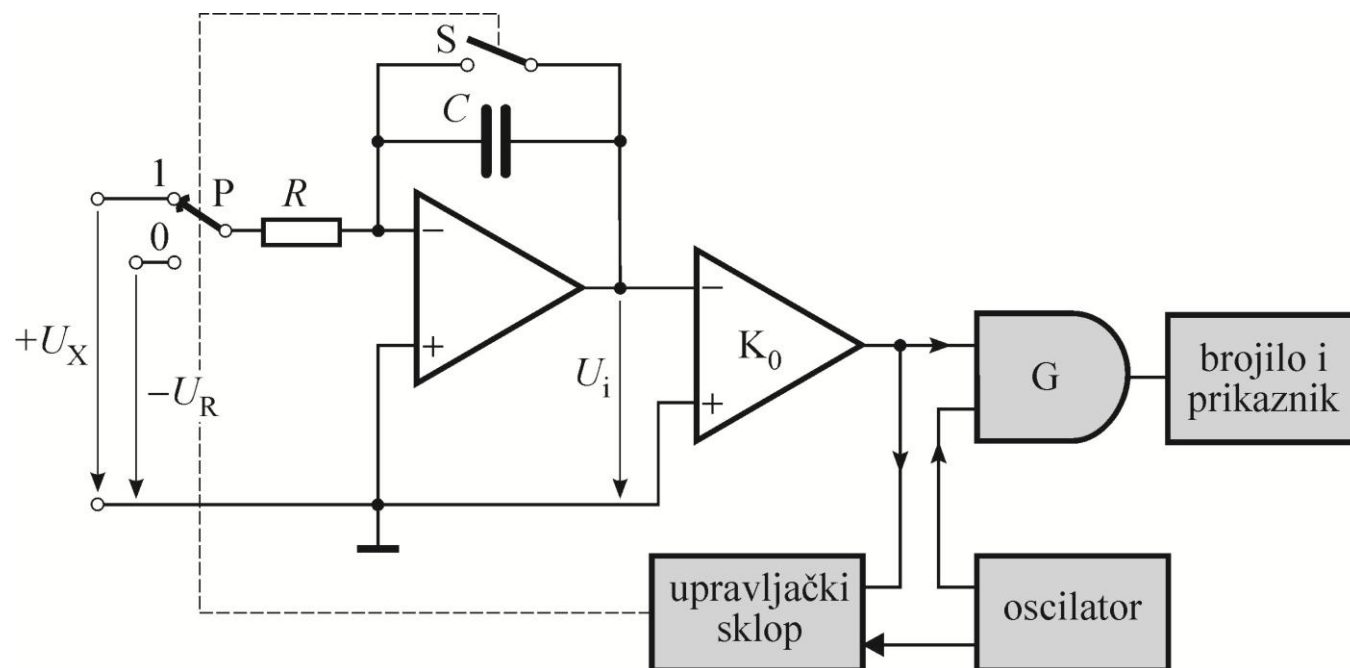 S
C
1
P
R
0
−
+
+U_X
−U_R
U_i
−
K_0
+
G
brojilo i
prikaznik
upravljački
sklop
oscilator